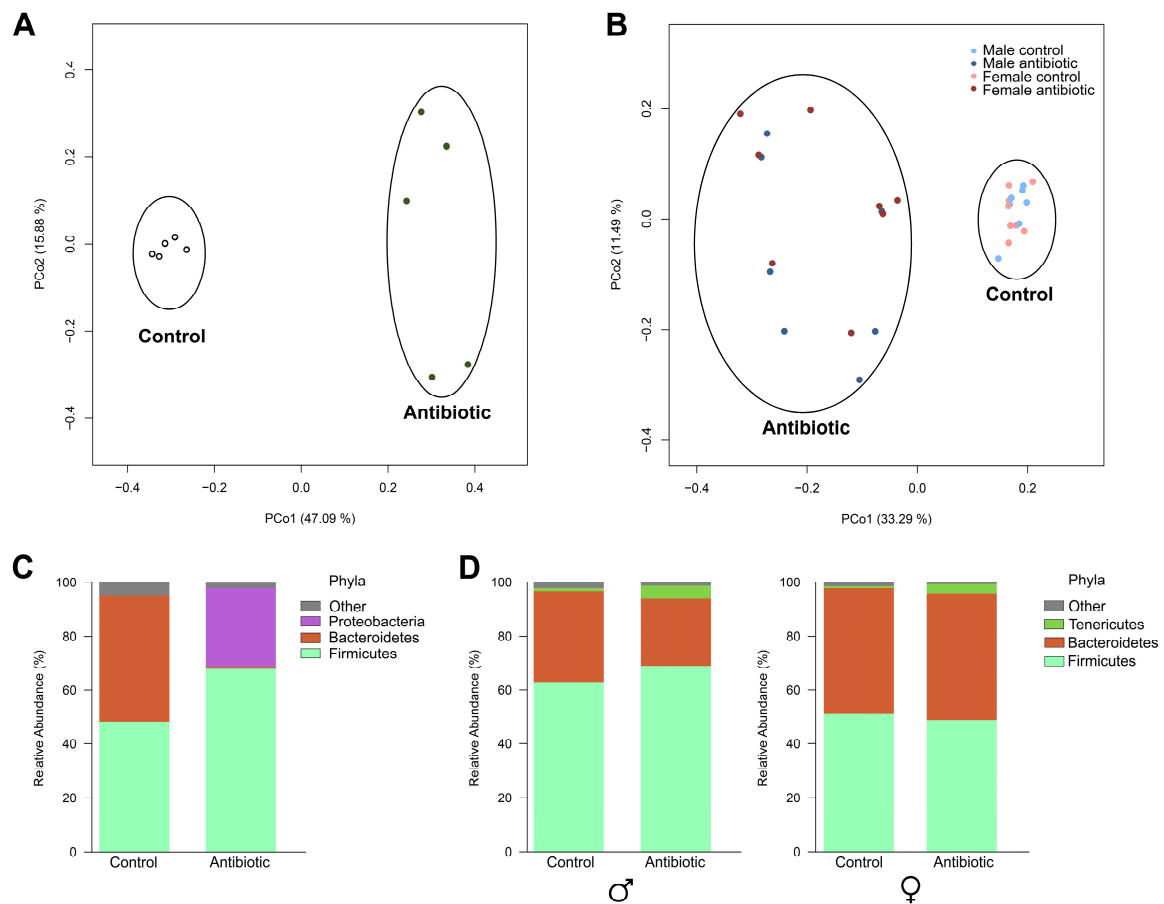 A
0.4
0.2
0.0
−0.2
−0.4
PCo2 (15.88 %)
Control
Antibiotic
−0.4 −0.2 0.0 0.2 0.4
PCo1 (47.09 %)
B
Male control
Male antibiotic
Female control
Female antibiotic
0.2
0.0
−0.2
−0.4
PCo2 (11.49 %)
Control
Antibiotic
−0.4 −0.2 0.0 0.2
PCo1 (33.29 %)
C
100
80
60
40
20
0
Relative Abundance (%)
Control Antibiotic
Phyla
Other
Proteobacteria
Bacteroidetes
Firmicutes
D
100
80
60
40
20
0
Relative Abundance (%)
Control Antibiotic
♂
100
80
60
40
20
0
Relative Abundance (%)
Control Antibiotic
♀
Phyla
Other
Tenericutes
Bacteroidetes
Firmicutes